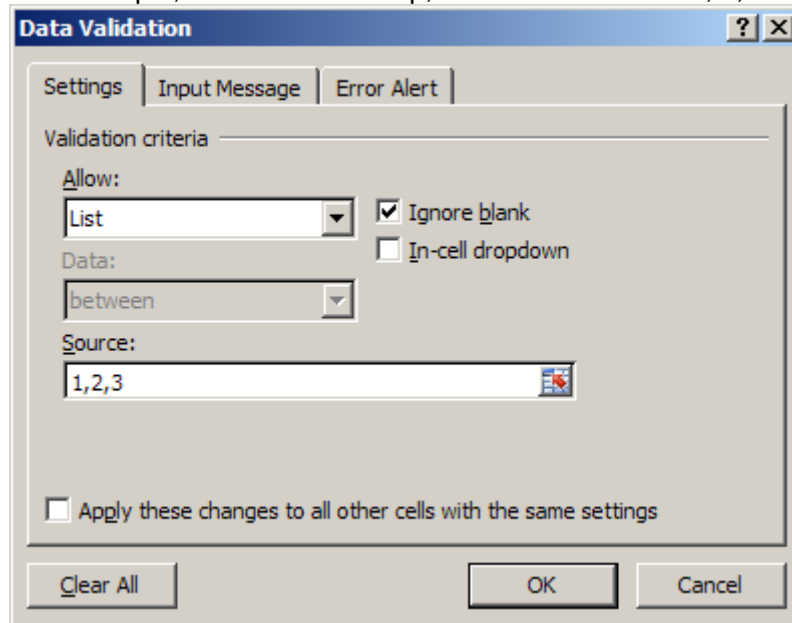 Data Validation
Settings Input Message Error Alert
Validation criteria
Allow:
List
Ignore blank
In-cell dropdown
Data:
between
Source:
1,2,3
Apply these changes to all other cells with the same settings
Clear All OK Cancel